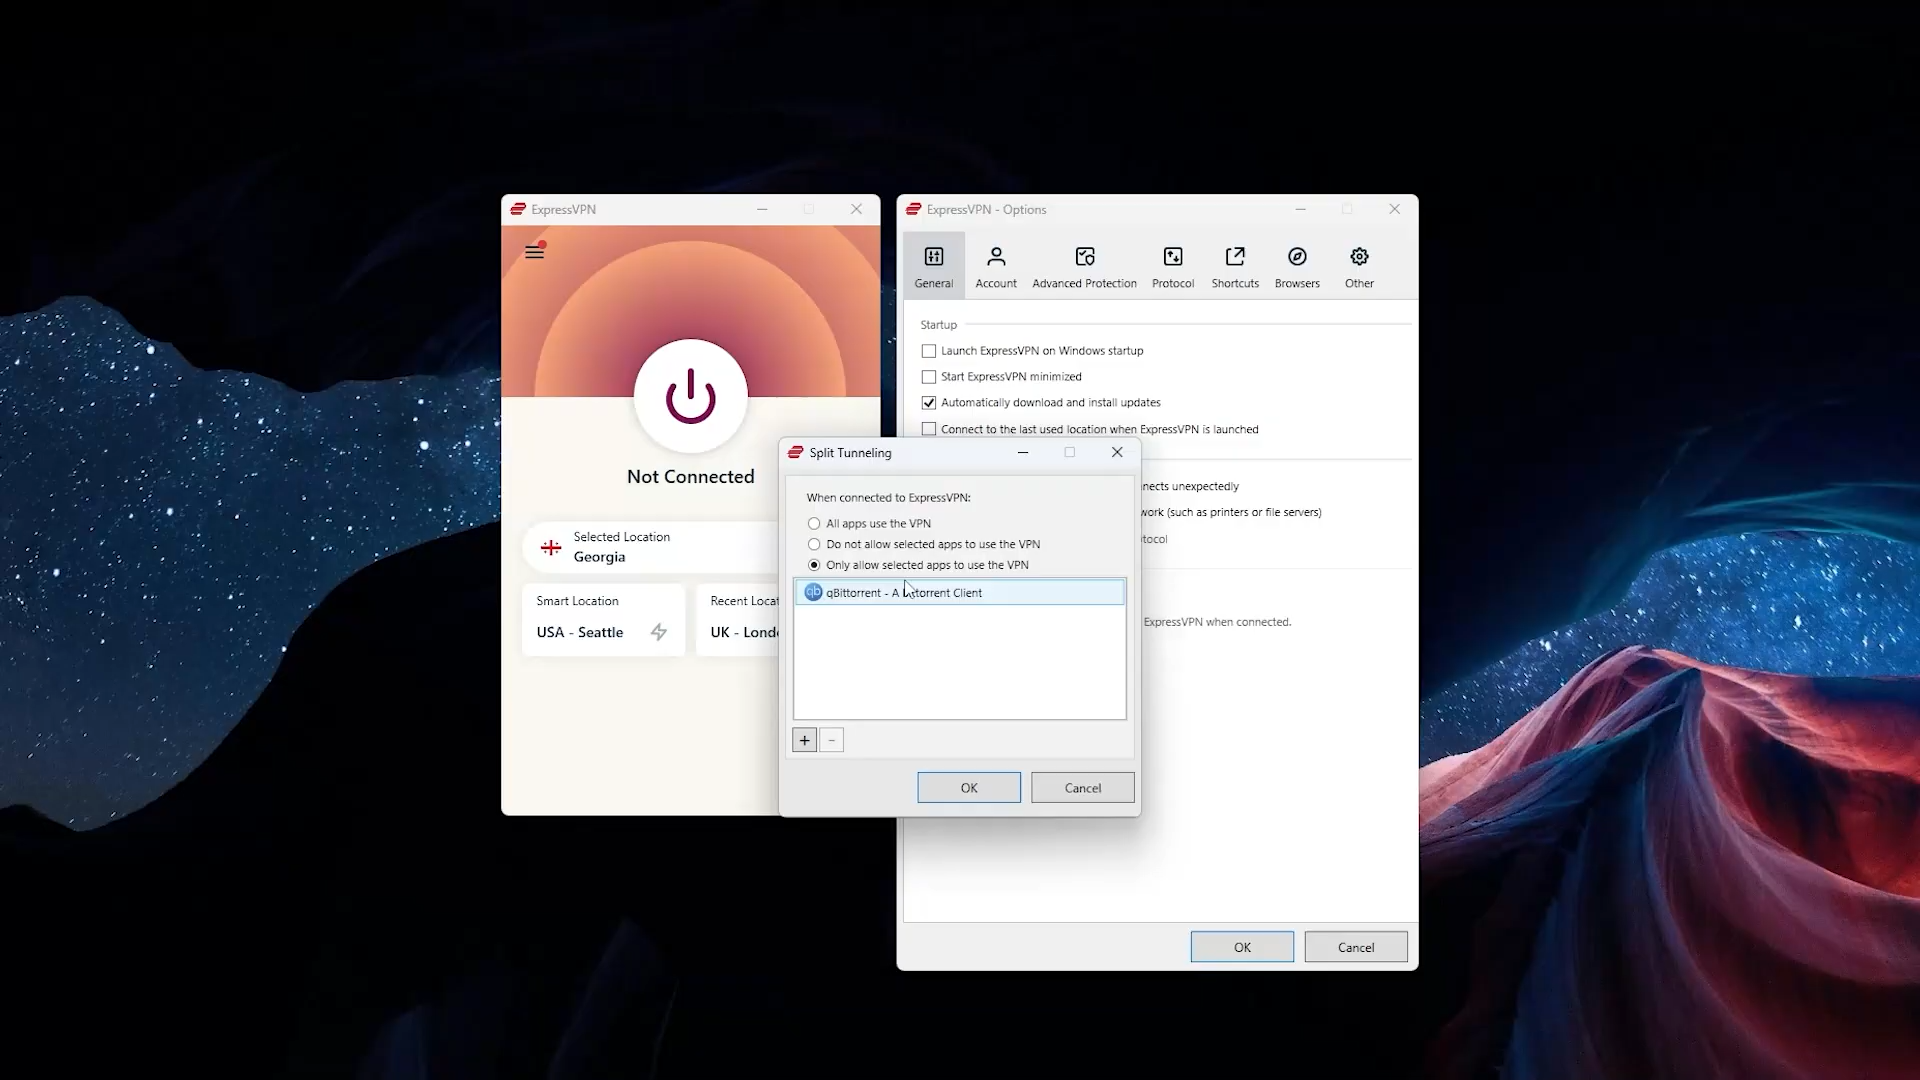 ExpressVPN
Not Connected
Selected Location
Georgia
Smart Location
USA - Seattle
Recent Locat
UK - Lond
ExpressVPN - Options
General
Account
Advanced Protection
Protocol
Shortcuts
Browsers
Other
Startup
Launch ExpressVPN on Windows startup
Start ExpressVPN minimized
Automatically download and install updates
Connect to the last used location when ExpressVPN is launched
nects unexpectedly
work (such as printers or file servers)
tocol
ExpressVPN when connected.
OK
Cancel
Split Tunneling
When connected to ExpressVPN:
All apps use the VPN
Do not allow selected apps to use the VPN
Only allow selected apps to use the VPN
qb
qBittorrent - A torrent Client
+
-
OK
Cancel